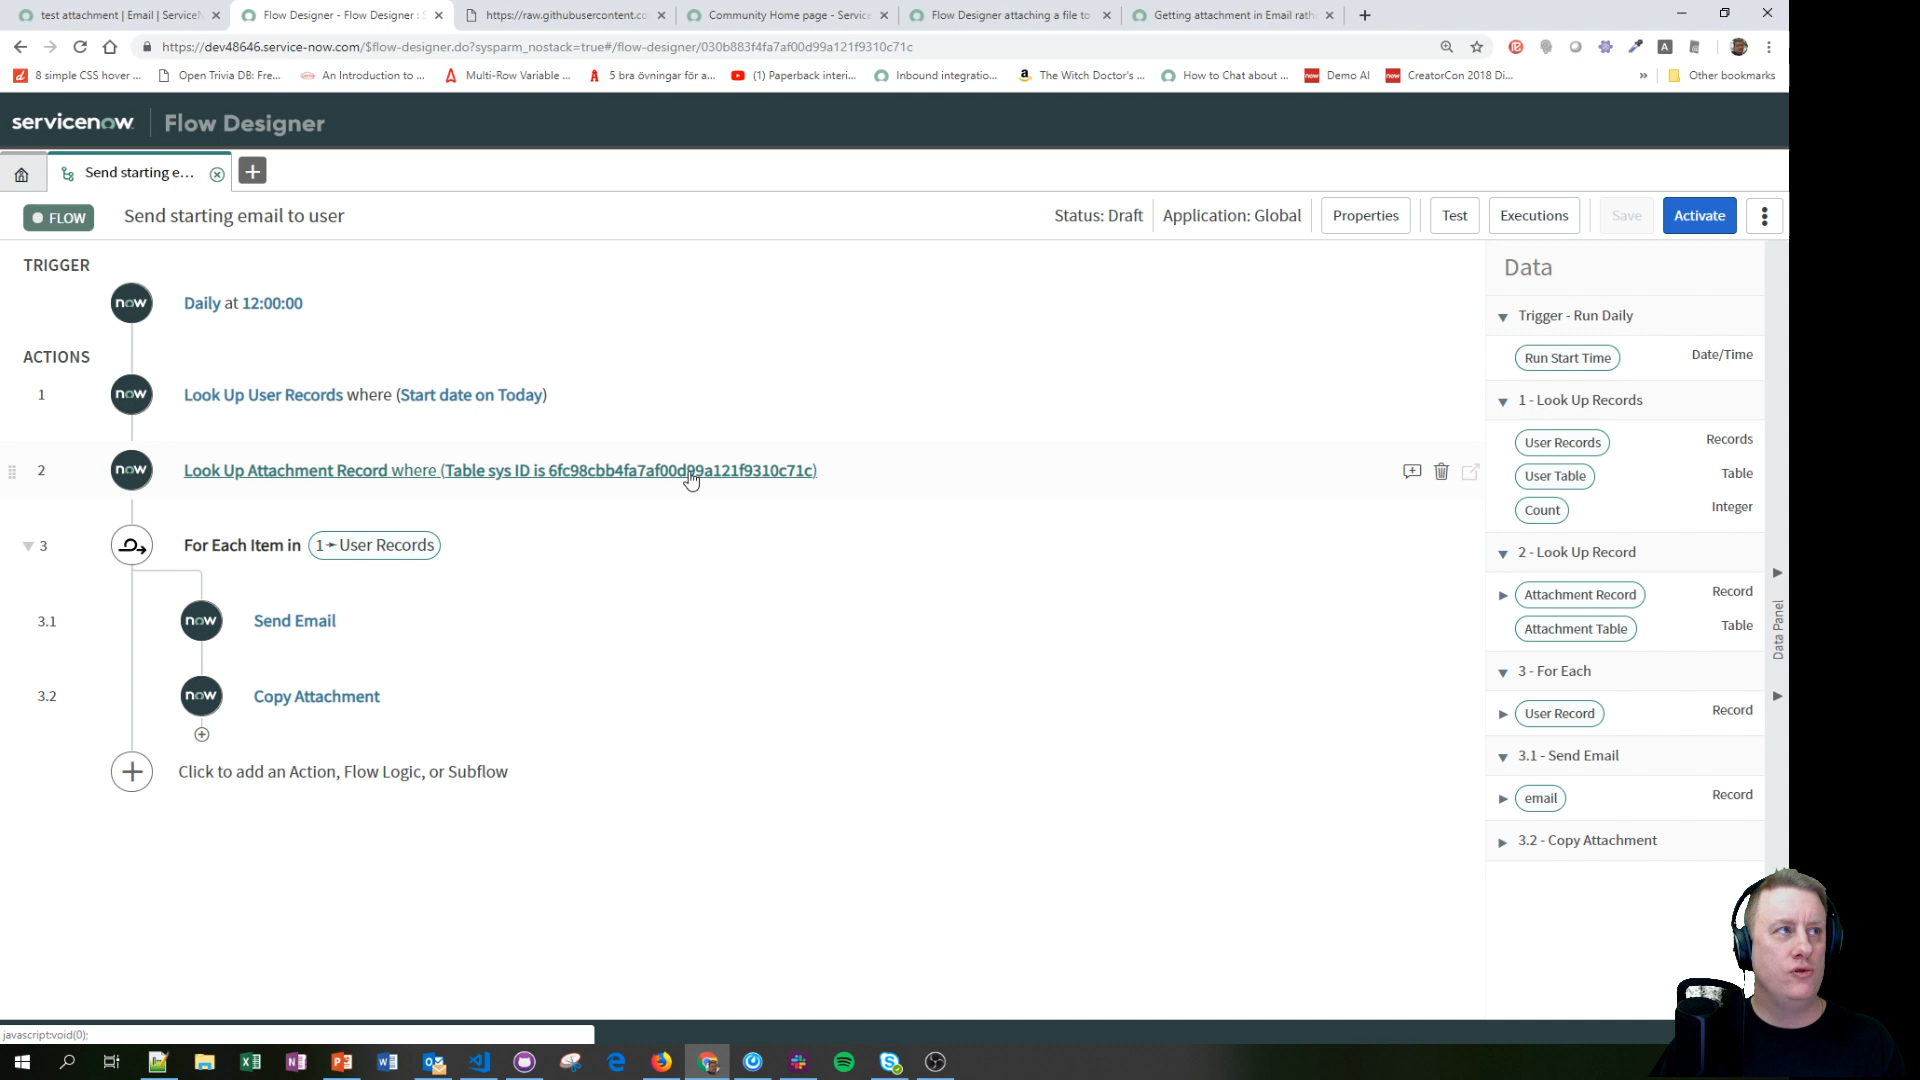 test attachment | Email | ServiceN
Flow Designer - Flow Designer : S
https://raw.githubusercontent.co
Community Home page - Service
Flow Designer attaching a file to
Getting attachment in Email rath
https://dev48646.service-now.com/$flow-designer.do?sysparm_nostack=true#/flow-designer/030b883f4fa7af00d99a121f9310c71c
8 simple CSS hover ...
Open Trivia DB: Fre...
An Introduction to ...
Multi-Row Variable ...
5 bra övningar för a...
(1) Paperback interi...
Inbound integratio...
The Witch Doctor's ...
How to Chat about ...
Demo AI
CreatorCon 2018 Di...
»
Other bookmarks
servicenow
Flow Designer
Send starting e...
FLOW
Send starting email to user
Status: Draft
Application: Global
Properties
Test
Executions
Save
Activate
TRIGGER
now
Daily at 12:00:00
ACTIONS
1
now
Look Up User Records where (Start date on Today)
2
now
Look Up Attachment Record where (Table sys ID is 6fc98cbb4fa7af00d99a121f9310c71c)
3
For Each Item in
1➛User Records
3.1
now
Send Email
3.2
now
Copy Attachment
Click to add an Action, Flow Logic, or Subflow
Data
Trigger - Run Daily
Run Start Time
Date/Time
1 - Look Up Records
User Records
Records
User Table
Table
Count
Integer
2 - Look Up Record
Attachment Record
Record
Attachment Table
Table
3 - For Each
User Record
Record
3.1 - Send Email
email
Record
3.2 - Copy Attachment
Data Panel
javascript:void(0);